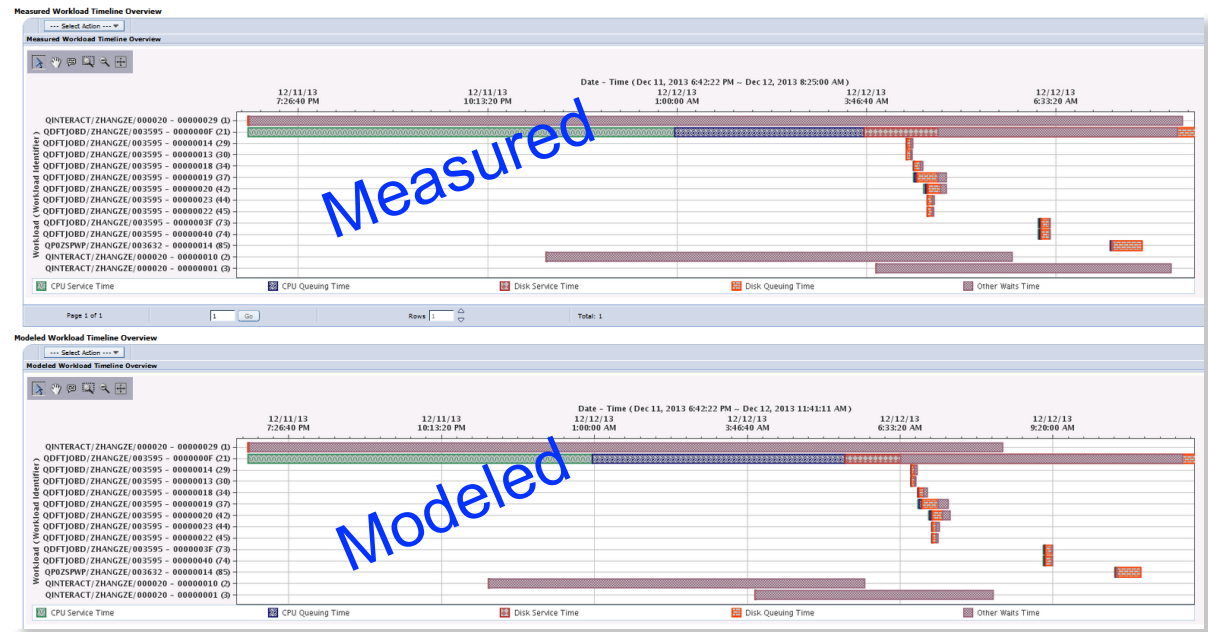 Measured Workload Timeline Overview
--- Select Action ---
Measured Workload Timeline Overview
Date - Time (Dec 11, 2013 6:42:22 PM ~ Dec 12, 2013 8:25:00 AM)
12/11/13 12/11/13 12/12/13 12/12/13 12/12/13
7:26:40 PM 10:13:20 PM 1:00:00 AM 3:46:40 AM 6:33:20 AM
Workload (Workload Identifier)
QINTERACT/ZHANGZE/000020 - 00000029 (1)
QDFTJOBD/ZHANGZE/003595 - 0000000F (21)
QDFTJOBD/ZHANGZE/003595 - 00000014 (29)
QDFTJOBD/ZHANGZE/003595 - 00000013 (30)
QDFTJOBD/ZHANGZE/003595 - 00000018 (34)
QDFTJOBD/ZHANGZE/003595 - 00000019 (37)
QDFTJOBD/ZHANGZE/003595 - 00000020 (42)
QDFTJOBD/ZHANGZE/003595 - 00000023 (44)
QDFTJOBD/ZHANGZE/003595 - 00000022 (45)
QDFTJOBD/ZHANGZE/003595 - 0000003F (73)
QDFTJOBD/ZHANGZE/003595 - 00000040 (74)
QP0ZSPWP/ZHANGZE/003632 - 00000014 (85)
QINTERACT/ZHANGZE/000020 - 00000010 (2)
QINTERACT/ZHANGZE/000020 - 00000001 (3)
Measured
CPU Service Time CPU Queuing Time Disk Service Time Disk Queuing Time Other Waits Time
Page 1 of 1 1 Go Rows 1 Total: 1
Modeled Workload Timeline Overview
--- Select Action ---
Modeled Workload Timeline Overview
Date - Time (Dec 11, 2013 6:42:22 PM ~ Dec 12, 2013 11:41:11 AM)
12/11/13 12/11/13 12/12/13 12/12/13 12/12/13 12/12/13
7:26:40 PM 10:13:20 PM 1:00:00 AM 3:46:40 AM 6:33:20 AM 9:20:00 AM
Workload (Workload Identifier)
QINTERACT/ZHANGZE/000020 - 00000029 (1)
QDFTJOBD/ZHANGZE/003595 - 0000000F (21)
QDFTJOBD/ZHANGZE/003595 - 00000014 (29)
QDFTJOBD/ZHANGZE/003595 - 00000013 (30)
QDFTJOBD/ZHANGZE/003595 - 00000018 (34)
QDFTJOBD/ZHANGZE/003595 - 00000019 (37)
QDFTJOBD/ZHANGZE/003595 - 00000020 (42)
QDFTJOBD/ZHANGZE/003595 - 00000023 (44)
QDFTJOBD/ZHANGZE/003595 - 00000022 (45)
QDFTJOBD/ZHANGZE/003595 - 0000003F (73)
QDFTJOBD/ZHANGZE/003595 - 00000040 (74)
QP0ZSPWP/ZHANGZE/003632 - 00000014 (85)
QINTERACT/ZHANGZE/000020 - 00000010 (2)
QINTERACT/ZHANGZE/000020 - 00000001 (3)
Modeled
CPU Service Time CPU Queuing Time Disk Service Time Disk Queuing Time Other Waits Time